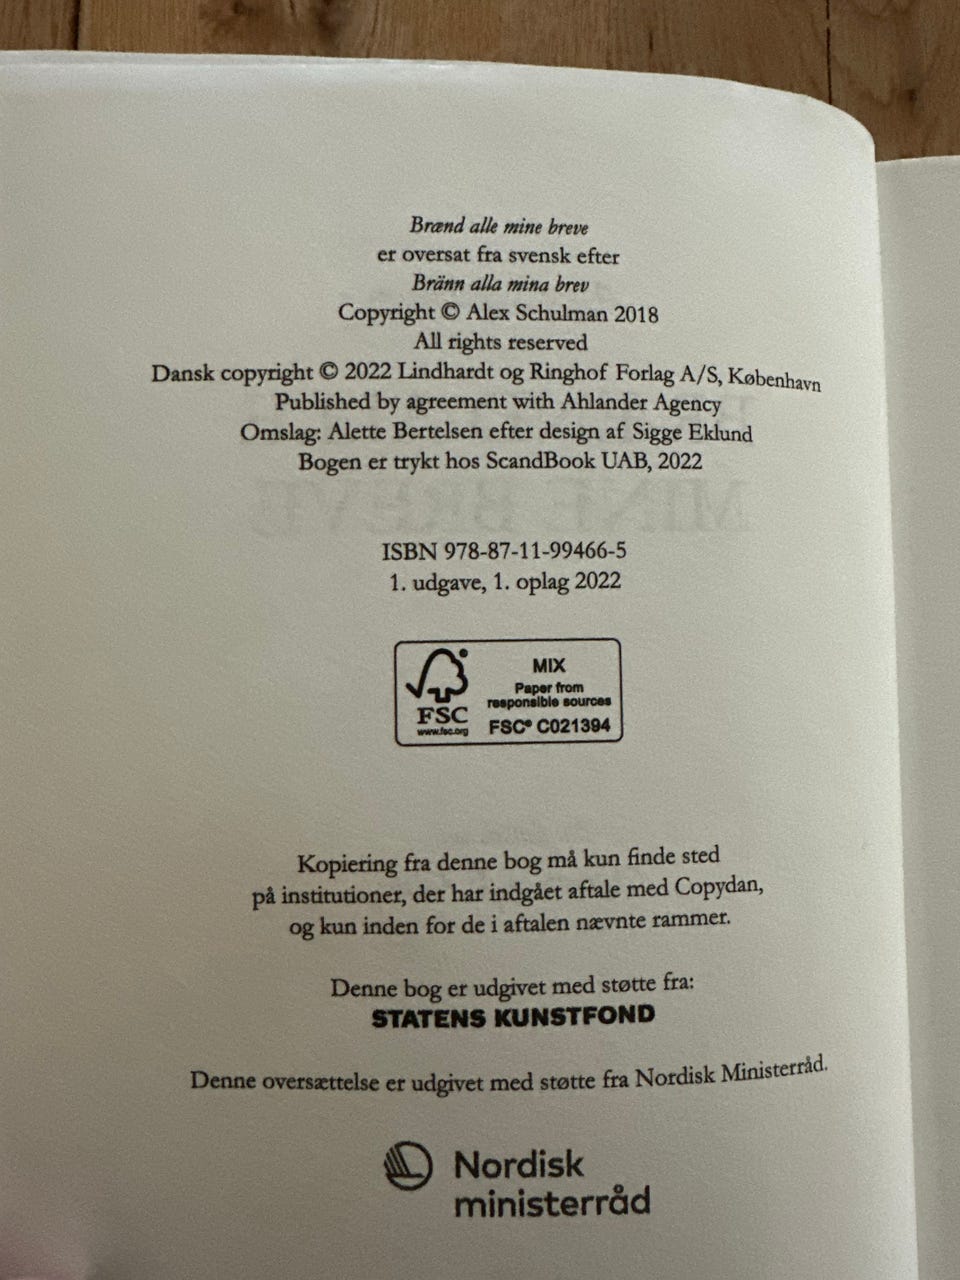 Brænd alle mine breve
er oversat fra svensk efter
Bränn alla mina brev
Copyright © Alex Schulman 2018
All rights reserved
Dansk copyright © 2022 Lindhardt og Ringhof Forlag A/S, København
Published by agreement with Ahlander Agency
Omslag: Alette Bertelsen efter design af Sigge Eklund
Bogen er trykt hos ScandBook UAB, 2022
MINE BREVE
ISBN 978-87-11-99466-5
1. udgave, 1. oplag 2022
FSC
www.fsc.org
MIX
Paper from
responsible sources
FSC® C021394
Kopiering fra denne bog må kun finde sted
på institutioner, der har indgået aftale med Copydan,
og kun inden for de i aftalen nævnte rammer.
Denne bog er udgivet med støtte fra:
STATENS KUNSTFOND
Denne oversættelse er udgivet med støtte fra Nordisk Ministerråd.
Nordisk
ministerråd